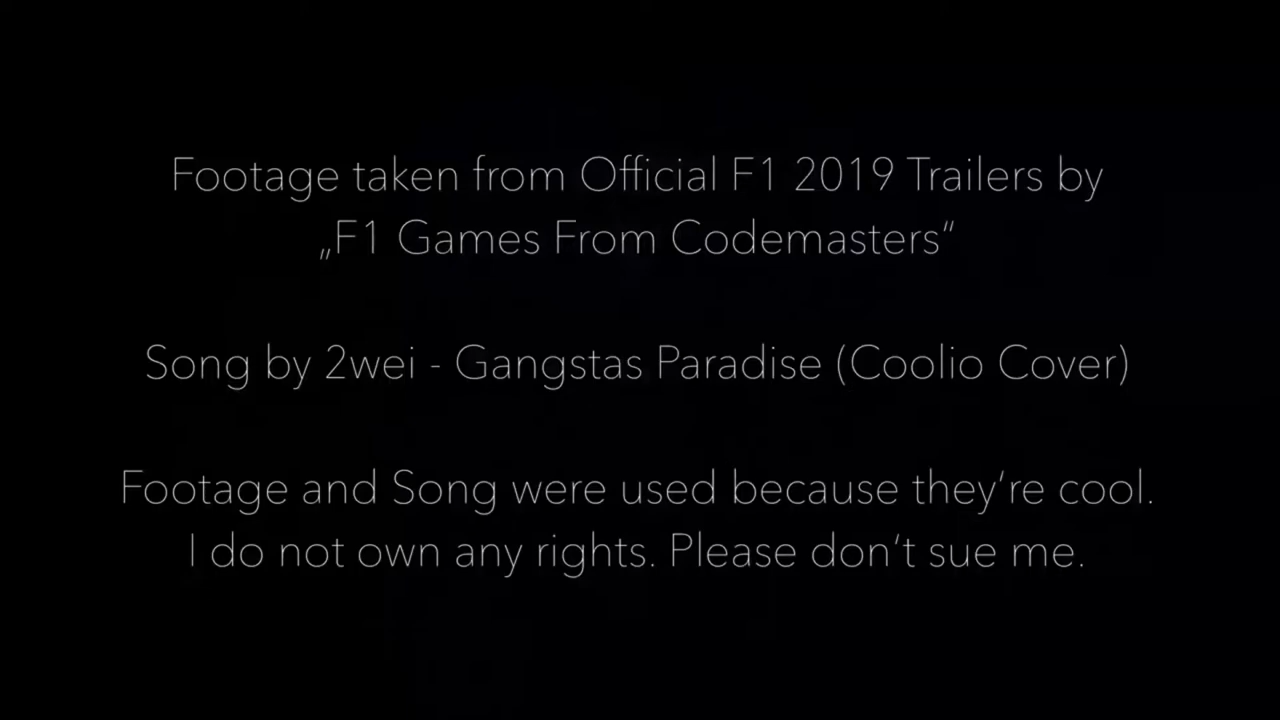 Footage taken from Official F1 2019 Trailers by
„F1 Games From Codemasters“
Song by 2wei - Gangstas Paradise (Coolio Cover)
Footage and Song were used because they‘re cool.
I do not own any rights. Please don‘t sue me.